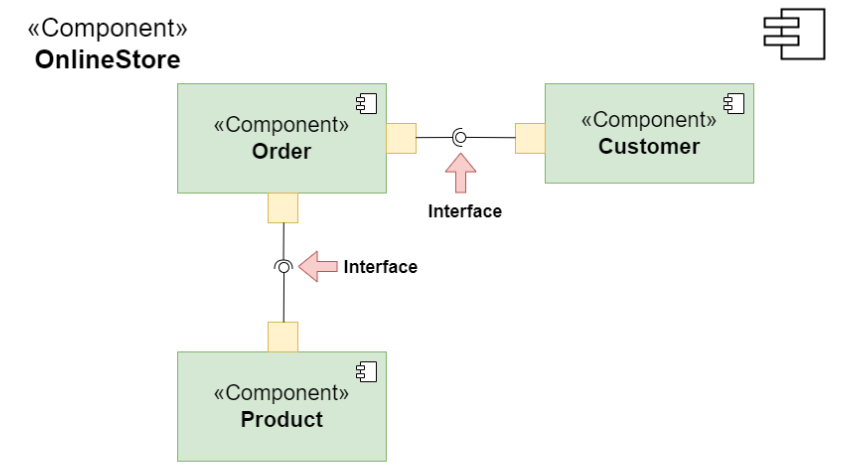 «Component»
OnlineStore
«Component»
Order
«Component»
Customer
Interface
Interface
«Component»
Product